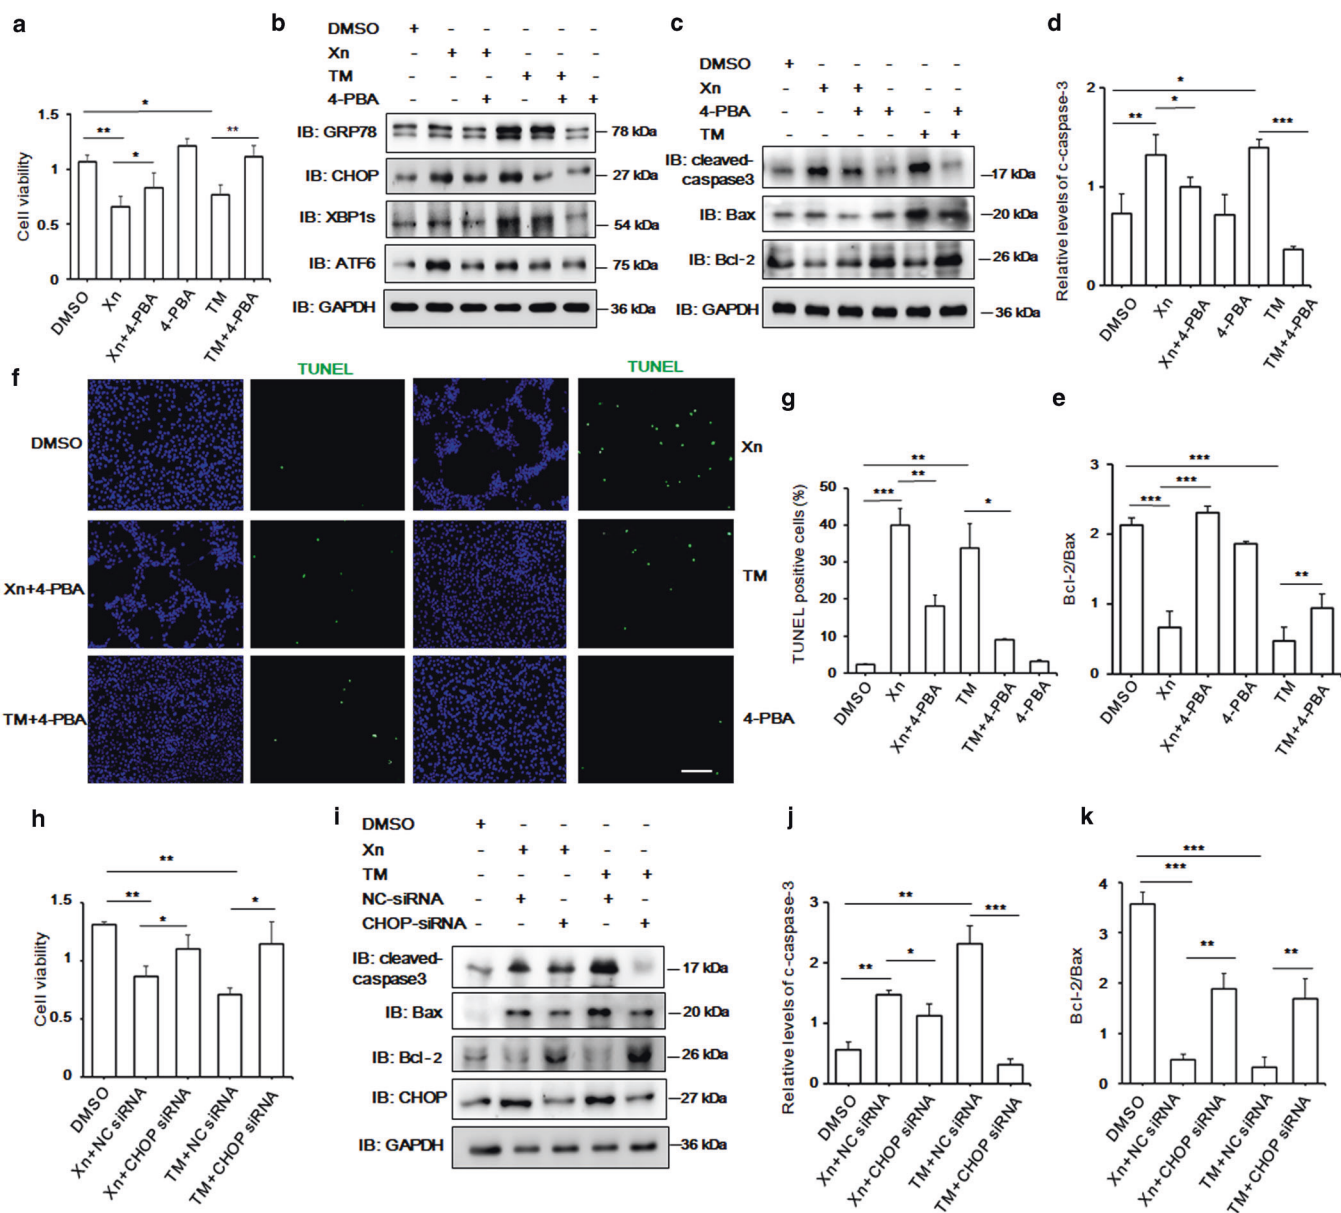 a
Cell viability
1.5
1
0.5
0
*
**
*
**
DMSO
Xn
Xn+4-PBA
4-PBA
TM
TM+4-PBA
b
DMSO + - - - - -
Xn - + + - - -
TM - - - + + -
4-PBA - - + - + +
IB: GRP78 78 kDa
IB: CHOP 27 kDa
IB: XBP1s 54 kDa
IB: ATF6 75 kDa
IB: GAPDH 36 kDa
c
DMSO + - - - - -
Xn - + + - - -
4-PBA - - + + - +
TM - - - - + +
IB: cleaved-
caspase3 17 kDa
IB: Bax 20 kDa
IB: Bcl-2 26 kDa
IB: GAPDH 36 kDa
d
Relative levels of c-caspase-3
2
1
0
*
**
*
***
DMSO
Xn
Xn+4-PBA
4-PBA
TM
TM+4-PBA
f
TUNEL TUNEL
DMSO Xn
Xn+4-PBA TM
TM+4-PBA 4-PBA
g
TUNEL positive cells (%)
50
40
30
20
10
0
**
***
**
*
DMSO
Xn
Xn+4-PBA
TM
TM+4-PBA
4-PBA
e
Bcl-2/Bax
3
2
1
0
***
***
***
**
DMSO
Xn
Xn+4-PBA
4-PBA
TM
TM+4-PBA
h
Cell viability
1.5
1
0.5
0
**
**
*
*
DMSO
Xn+NC siRNA
Xn+CHOP siRNA
TM+NC siRNA
TM+CHOP siRNA
i
DMSO + - - - -
Xn - + + - -
TM - - - + +
NC-siRNA - + - + -
CHOP-siRNA - - + - +
IB: cleaved-
caspase3 17 kDa
IB: Bax 20 kDa
IB: Bcl-2 26 kDa
IB: CHOP 27 kDa
IB: GAPDH 36 kDa
j
Relative levels of c-caspase-3
3
2
1
0
**
**
*
***
DMSO
Xn+NC siRNA
Xn+CHOP siRNA
TM+NC siRNA
TM+CHOP siRNA
k
Bcl-2/Bax
4
3
2
1
0
***
***
**
**
DMSO
Xn+NC siRNA
Xn+CHOP siRNA
TM+NC siRNA
TM+CHOP siRNA